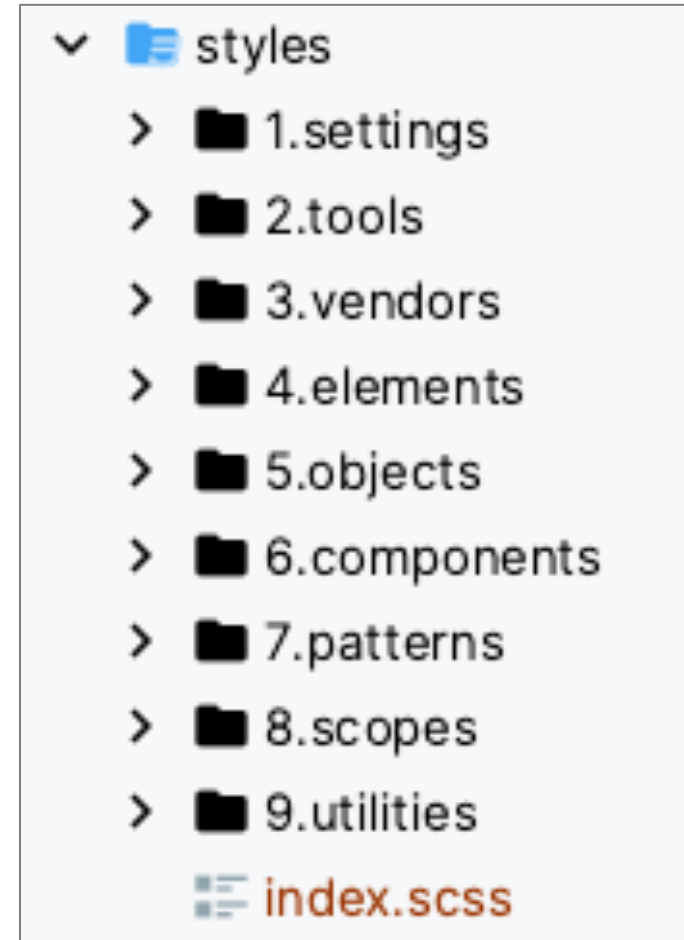 styles
1.settings
2.tools
3.vendors
4.elements
5.objects
6.components
7.patterns
8.scopes
9.utilities
index.scss